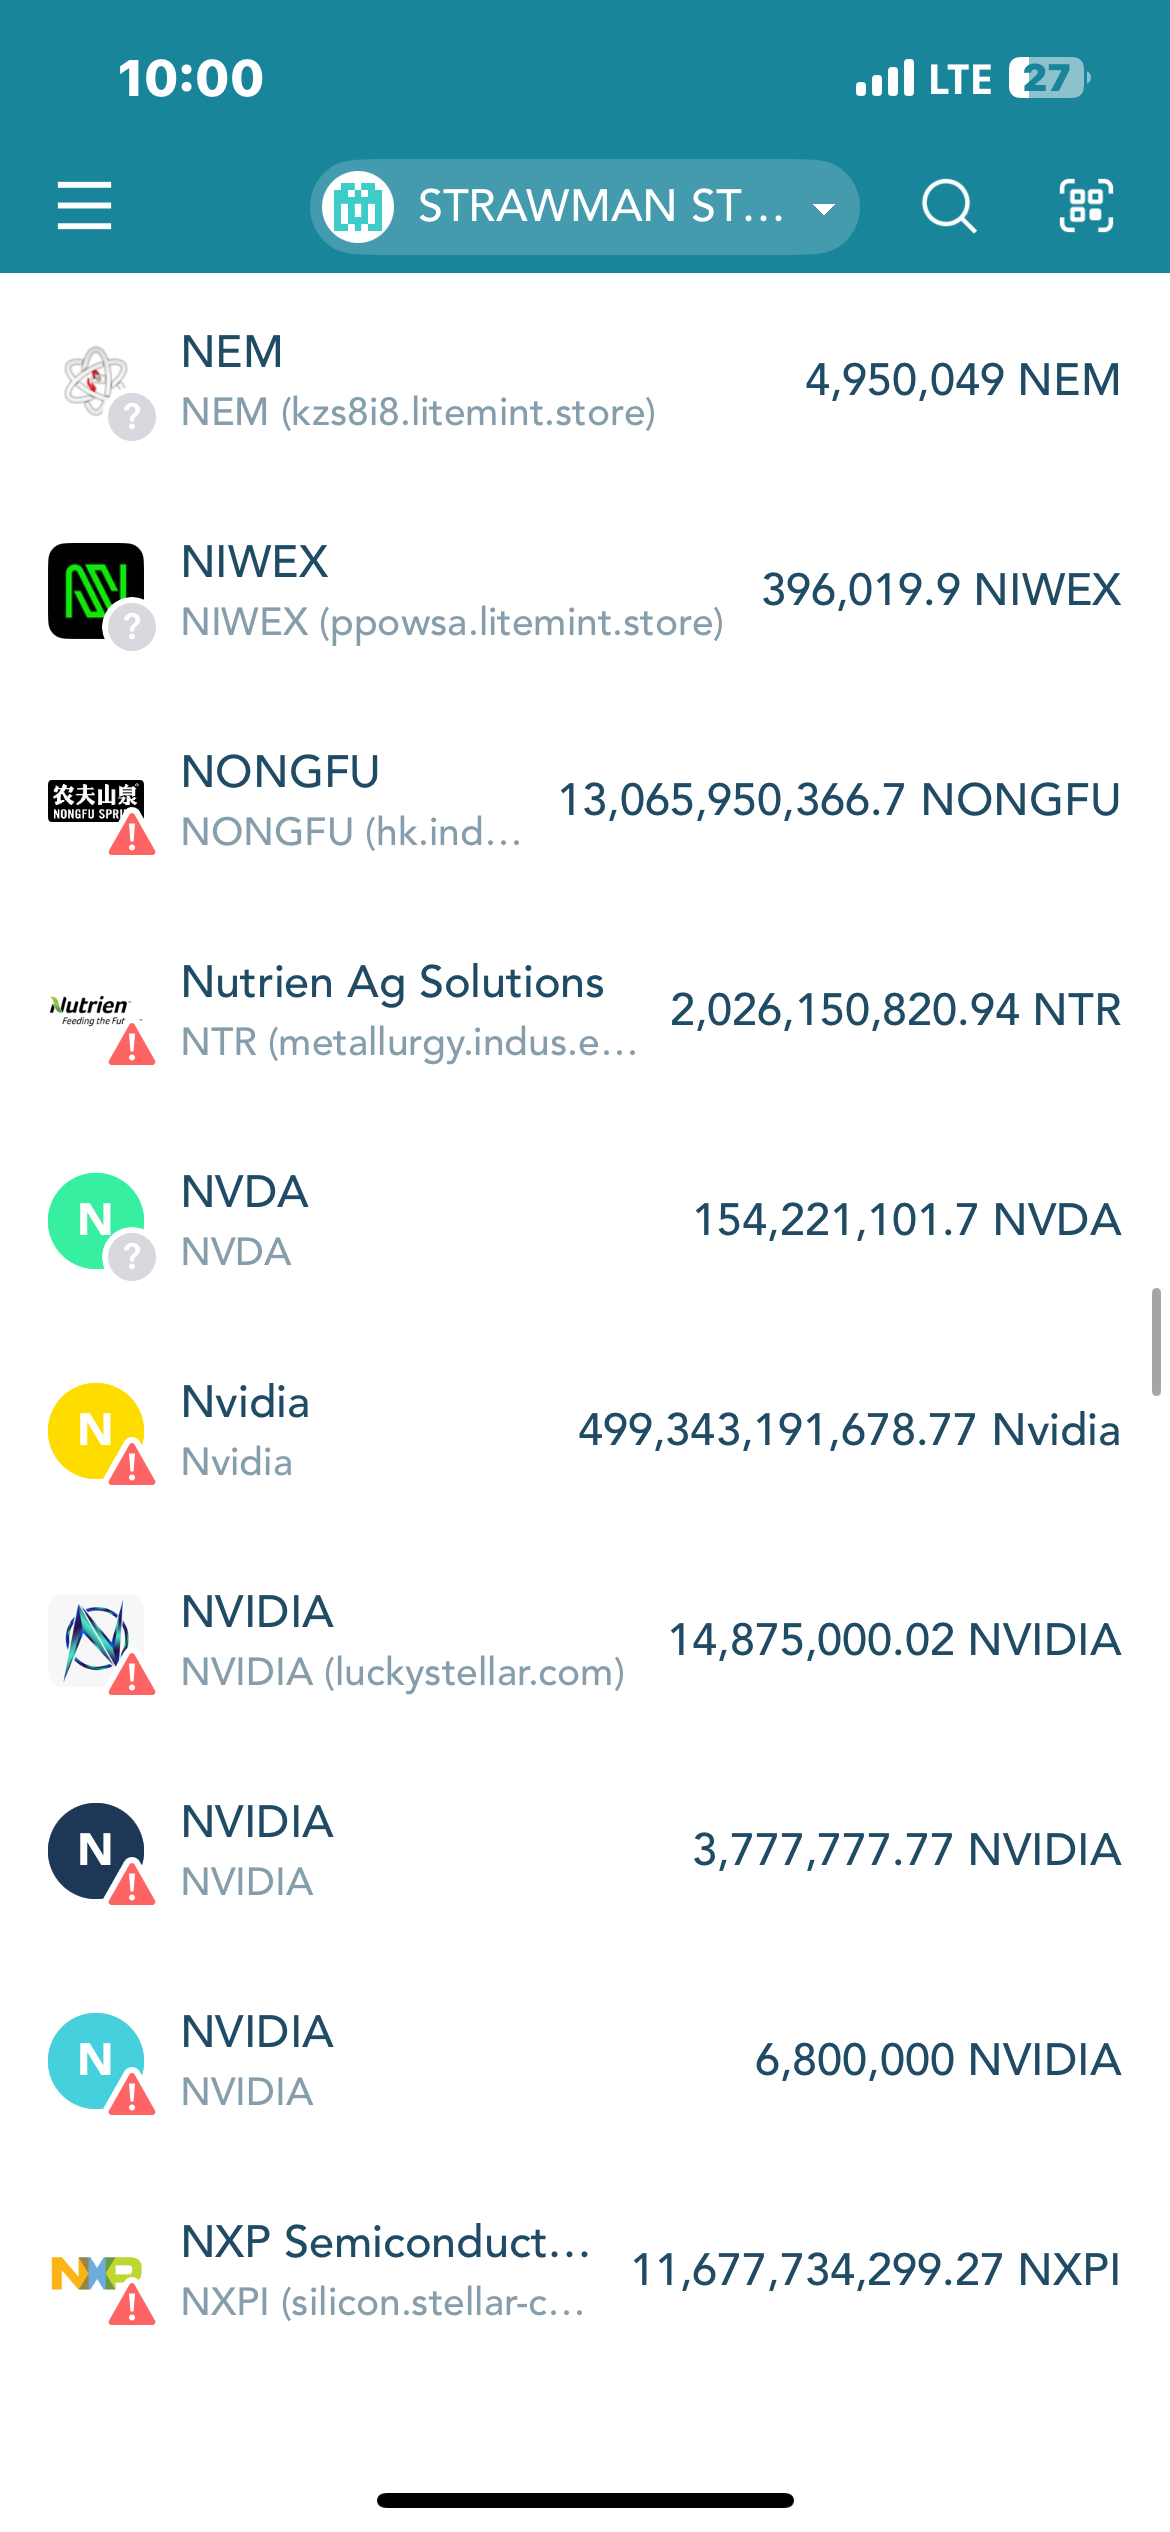 10:00
LTE 27
STRAWMAN ST...
NEM
4,950,049 NEM
NEM (kzs8i8.litemint.store)
NIWEX
396,019.9 NIWEX
NIWEX (ppowsa.litemint.store)
农夫山泉
NONGFU SPRI
NONGFU
13,065,950,366.7 NONGFU
NONGFU (hk.ind...
Nutrien
Feeding the Fut
Nutrien Ag Solutions
2,026,150,820.94 NTR
NTR (metallurgy.indus.e...
N
NVDA
154,221,101.7 NVDA
NVDA
N
Nvidia
499,343,191,678.77 Nvidia
Nvidia
NVIDIA
14,875,000.02 NVIDIA
NVIDIA (luckystellar.com)
N
NVIDIA
3,777,777.77 NVIDIA
NVIDIA
N
NVIDIA
6,800,000 NVIDIA
NVIDIA
NXP
NXP Semiconduct...
11,677,734,299.27 NXPI
NXPI (silicon.stellar-c...